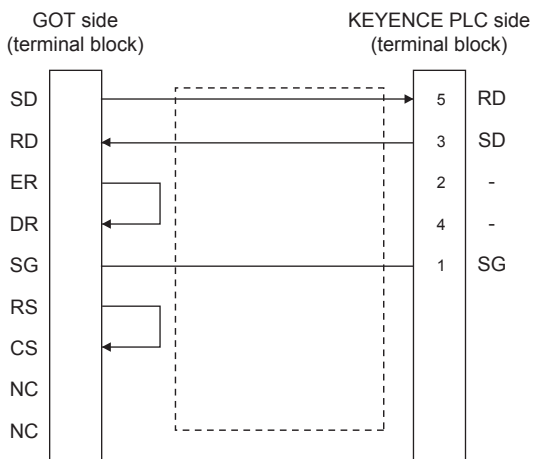 GOT side
(terminal block)
KEYENCE PLC side
(terminal block)
SD
5 RD
RD
3 SD
ER
2 -
DR
4 -
SG
1 SG
RS
CS
NC
NC